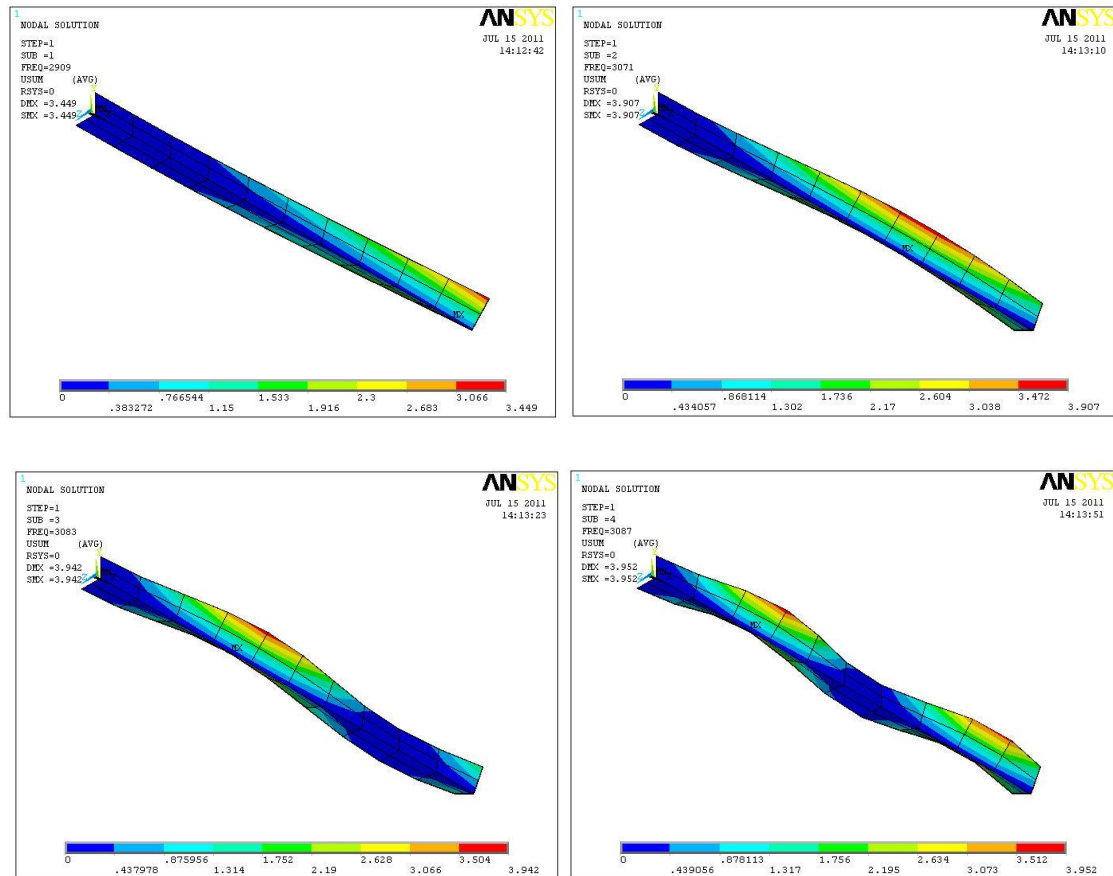 1
NODAL SOLUTION
ANSYS
JUL 15 2011
14:12:42
STEP=1
SUB =1
FREQ=2909
USUM (AVG)
RSYS=0
DMX =3.449
SMX =3.449
Z
MX
0 .766544 1.533 2.3 3.066
.383272 1.15 1.916 2.683 3.449
1
NODAL SOLUTION
ANSYS
JUL 15 2011
14:13:10
STEP=1
SUB =2
FREQ=3071
USUM (AVG)
RSYS=0
DMX =3.907
SMX =3.907
Z
MX
0 .868114 1.736 2.604 3.472
.434057 1.302 2.17 3.038 3.907
1
NODAL SOLUTION
ANSYS
JUL 15 2011
14:13:23
STEP=1
SUB =3
FREQ=3083
USUM (AVG)
RSYS=0
DMX =3.942
SMX =3.942
Z
MX
0 .875956 1.752 2.628 3.504
.437978 1.314 2.19 3.066 3.942
1
NODAL SOLUTION
ANSYS
JUL 15 2011
14:13:51
STEP=1
SUB =4
FREQ=3087
USUM (AVG)
RSYS=0
DMX =3.952
SMX =3.952
Z
MX
0 .878113 1.756 2.634 3.512
.439056 1.317 2.195 3.073 3.952